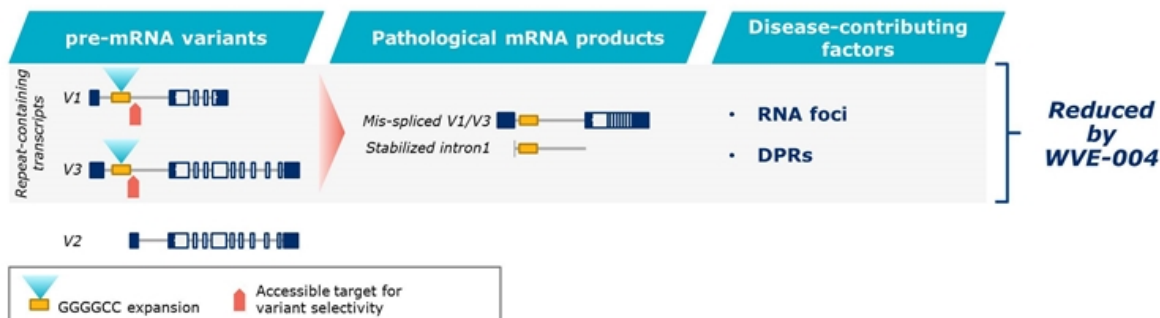 pre-mRNA variants
Pathological mRNA products
Disease-contributing
factors
Repeat-containing
transcripts
V1
V3
V2
Mis-spliced V1/V3
Stabilized intron1
• RNA foci
• DPRs
Reduced
by
WVE-004
GGGGCC expansion
Accessible target for
variant selectivity